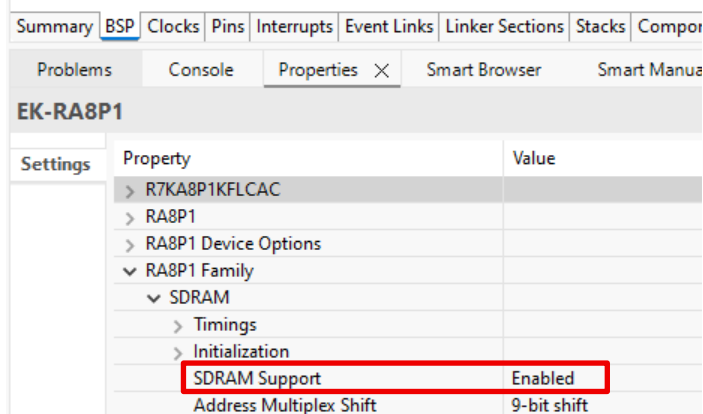 Summary BSP Clocks Pins Interrupts Event Links Linker Sections Stacks
Problems Console Properties Smart Browser Smart
EK-RA8P1
Settings Property Value
R7KA8P1KFLCAC
RA8P1
RA8P1 Device Options
RA8P1 Family
SDRAM
Timings
Initialization
SDRAM Support Enabled
Address Multiplex Shift 9-bit shift